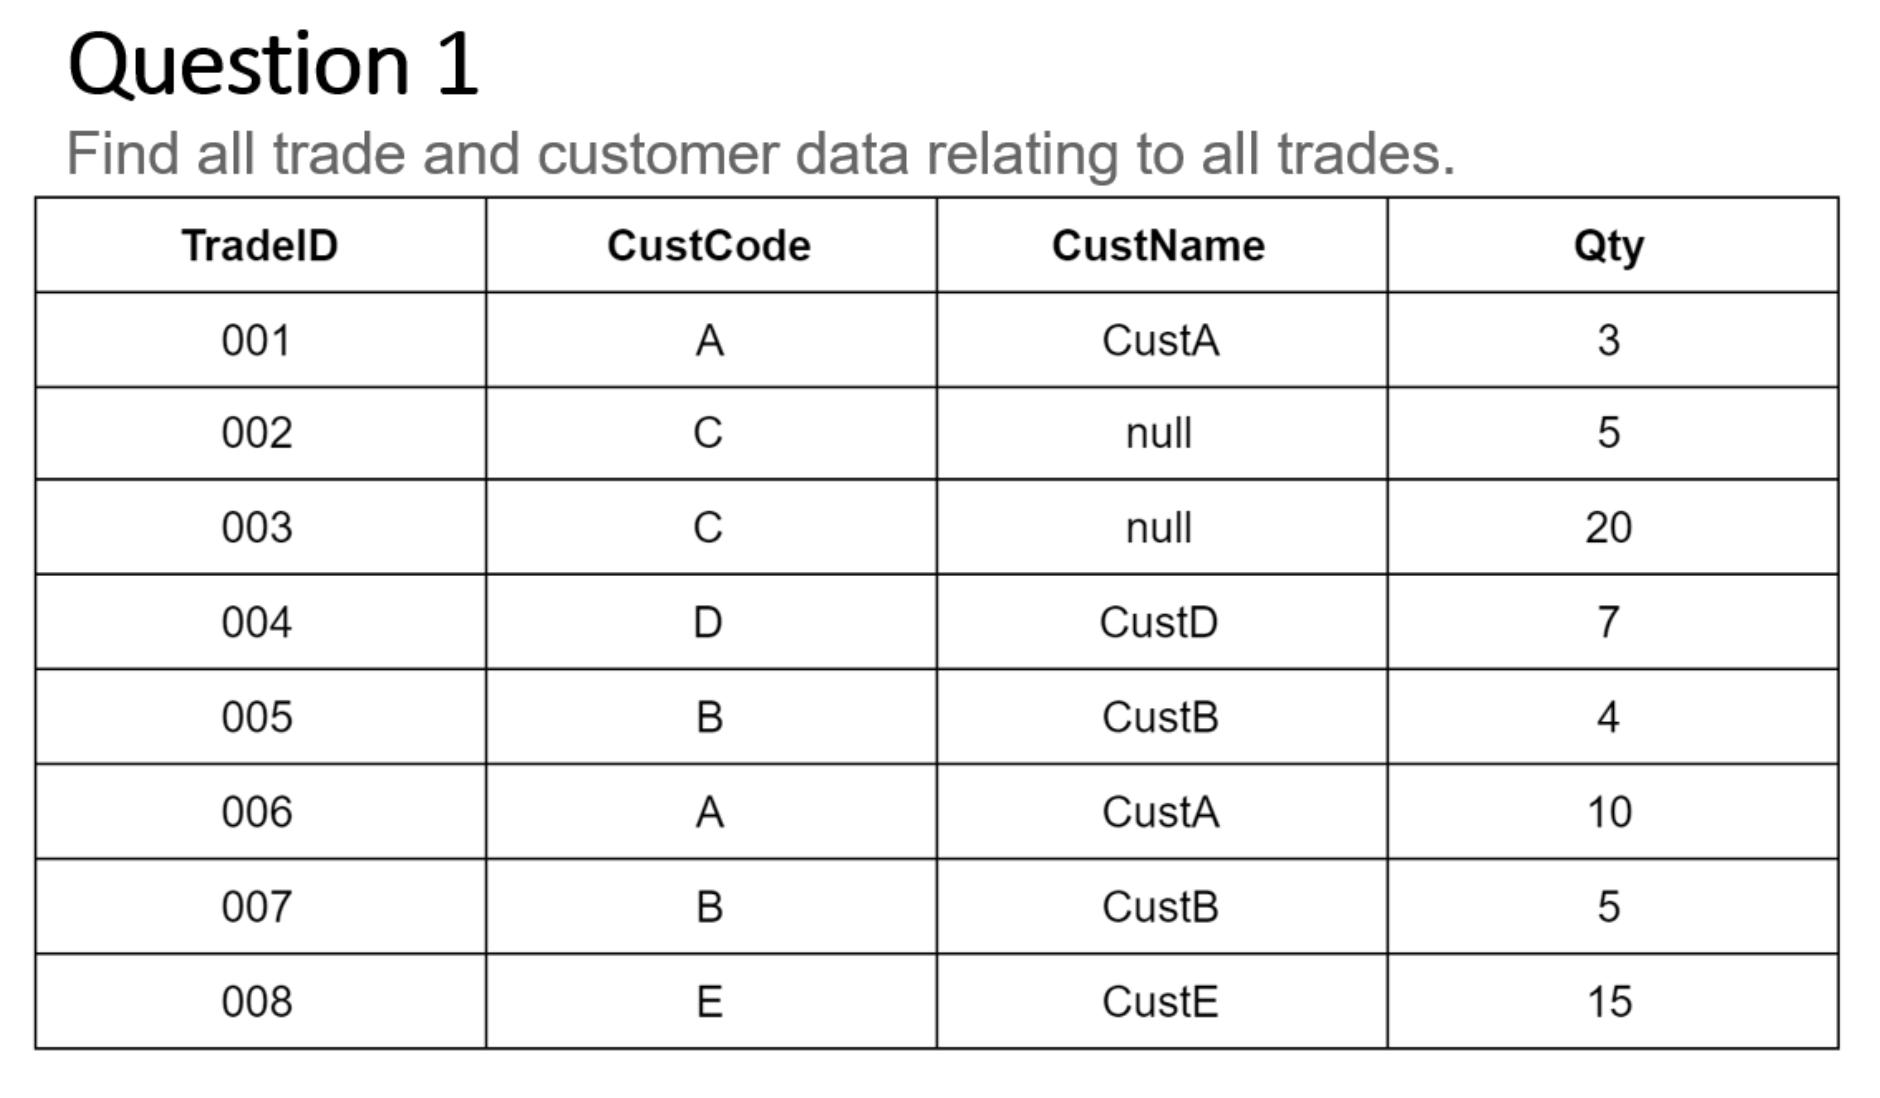 Question 1
Find all trade and customer data relating to all trades.
TradeID CustCode CustName Qty
001 A CustA 3
002 C null 5
003 C null 20
004 D CustD 7
005 B CustB 4
006 A CustA 10
007 B CustB 5
008 E CustE 15